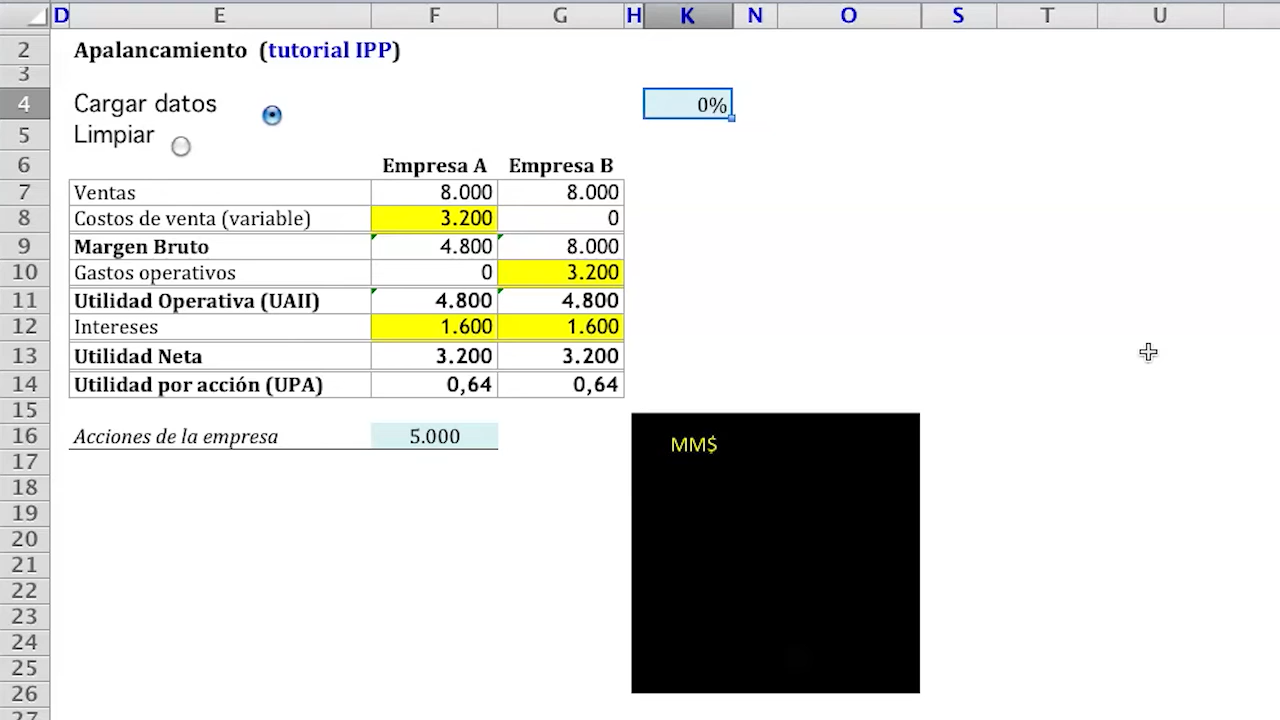 D E F G H K N O S T U
2 Apalancamiento (tutorial IPP)
3
4 Cargar datos 0%
5 Limpiar
6 Empresa A Empresa B
7 Ventas 8.000 8.000
8 Costos de venta (variable) 3.200 0
9 Margen Bruto 4.800 8.000
10 Gastos operativos 0 3.200
11 Utilidad Operativa (UAII) 4.800 4.800
12 Intereses 1.600 1.600
13 Utilidad Neta 3.200 3.200
14 Utilidad por acción (UPA) 0,64 0,64
15
16 Acciones de la empresa 5.000 MM$
17
18
19
20
21
22
23
24
25
26
27